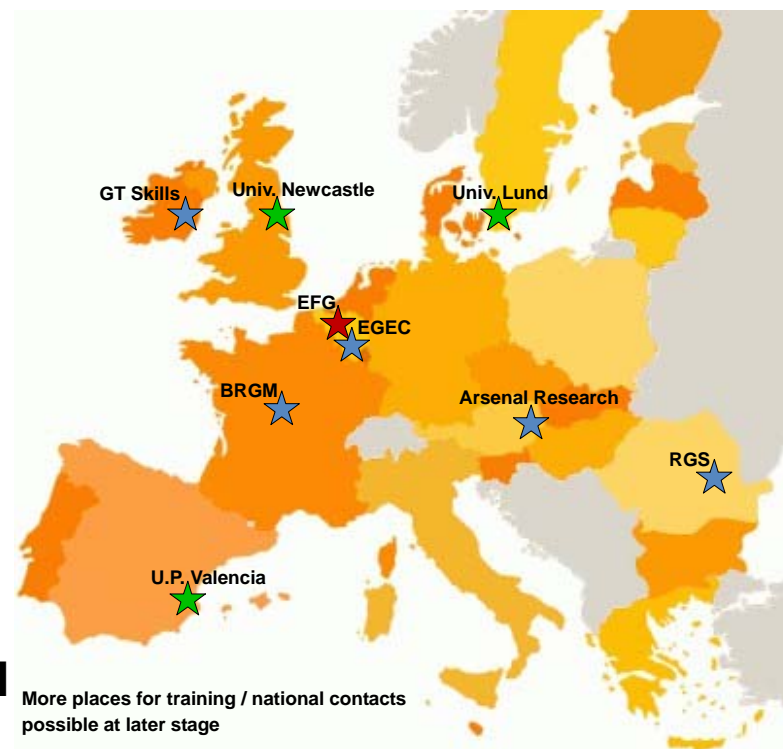 GT Skills
Univ. Newcastle
Univ. Lund
EFG
EGEC
BRGM
Arsenal Research
RGS
U.P. Valencia
More places for training / national contacts
possible at later stage